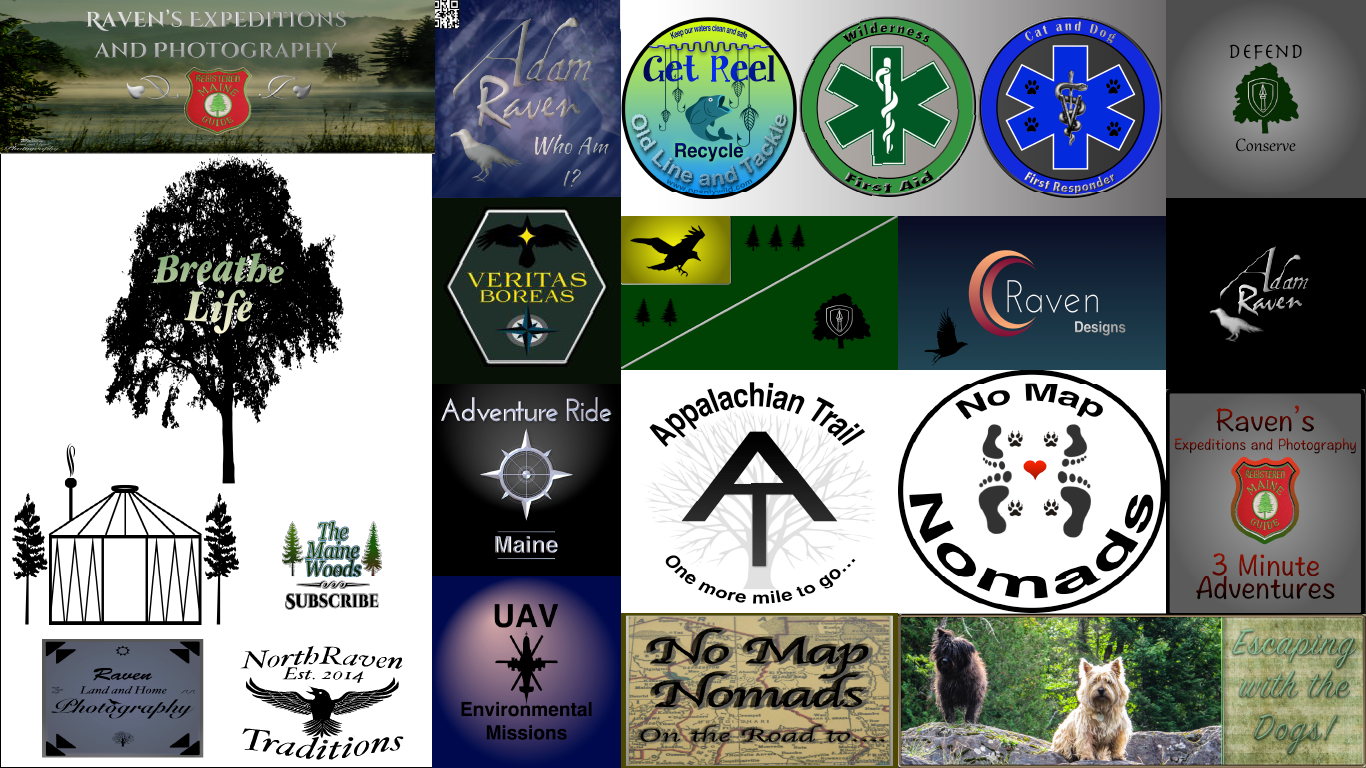 RAVEN'S EXPEDITIONS
AND PHOTOGRAPHY
REGISTERED
MAINE
GUIDE
Photography
Adam
Raven
Who Am
I?
Keep our waters clean and safe
Get Reel
Recycle
Old Line and Tackle
Wilderness
First Aid
Cat and Dog
First Responder
DEFEND
Conserve
Breathe
Life
VERITAS
BOREAS
Raven
Designs
Adam
Raven
Adventure Ride
Maine
Appalachian Trail
AT
One more mile to go...
No Map
Nomads
Raven's
Expeditions and Photography
REGISTERED
MAINE
GUIDE
3 Minute
Adventures
The
Maine
Woods
SUBSCRIBE
Raven
Land and Home
Photography
NorthRaven
Est. 2014
Traditions
UAV
Environmental
Missions
No Map
Nomads
On the Road to....
Escaping
with the
Dogs!